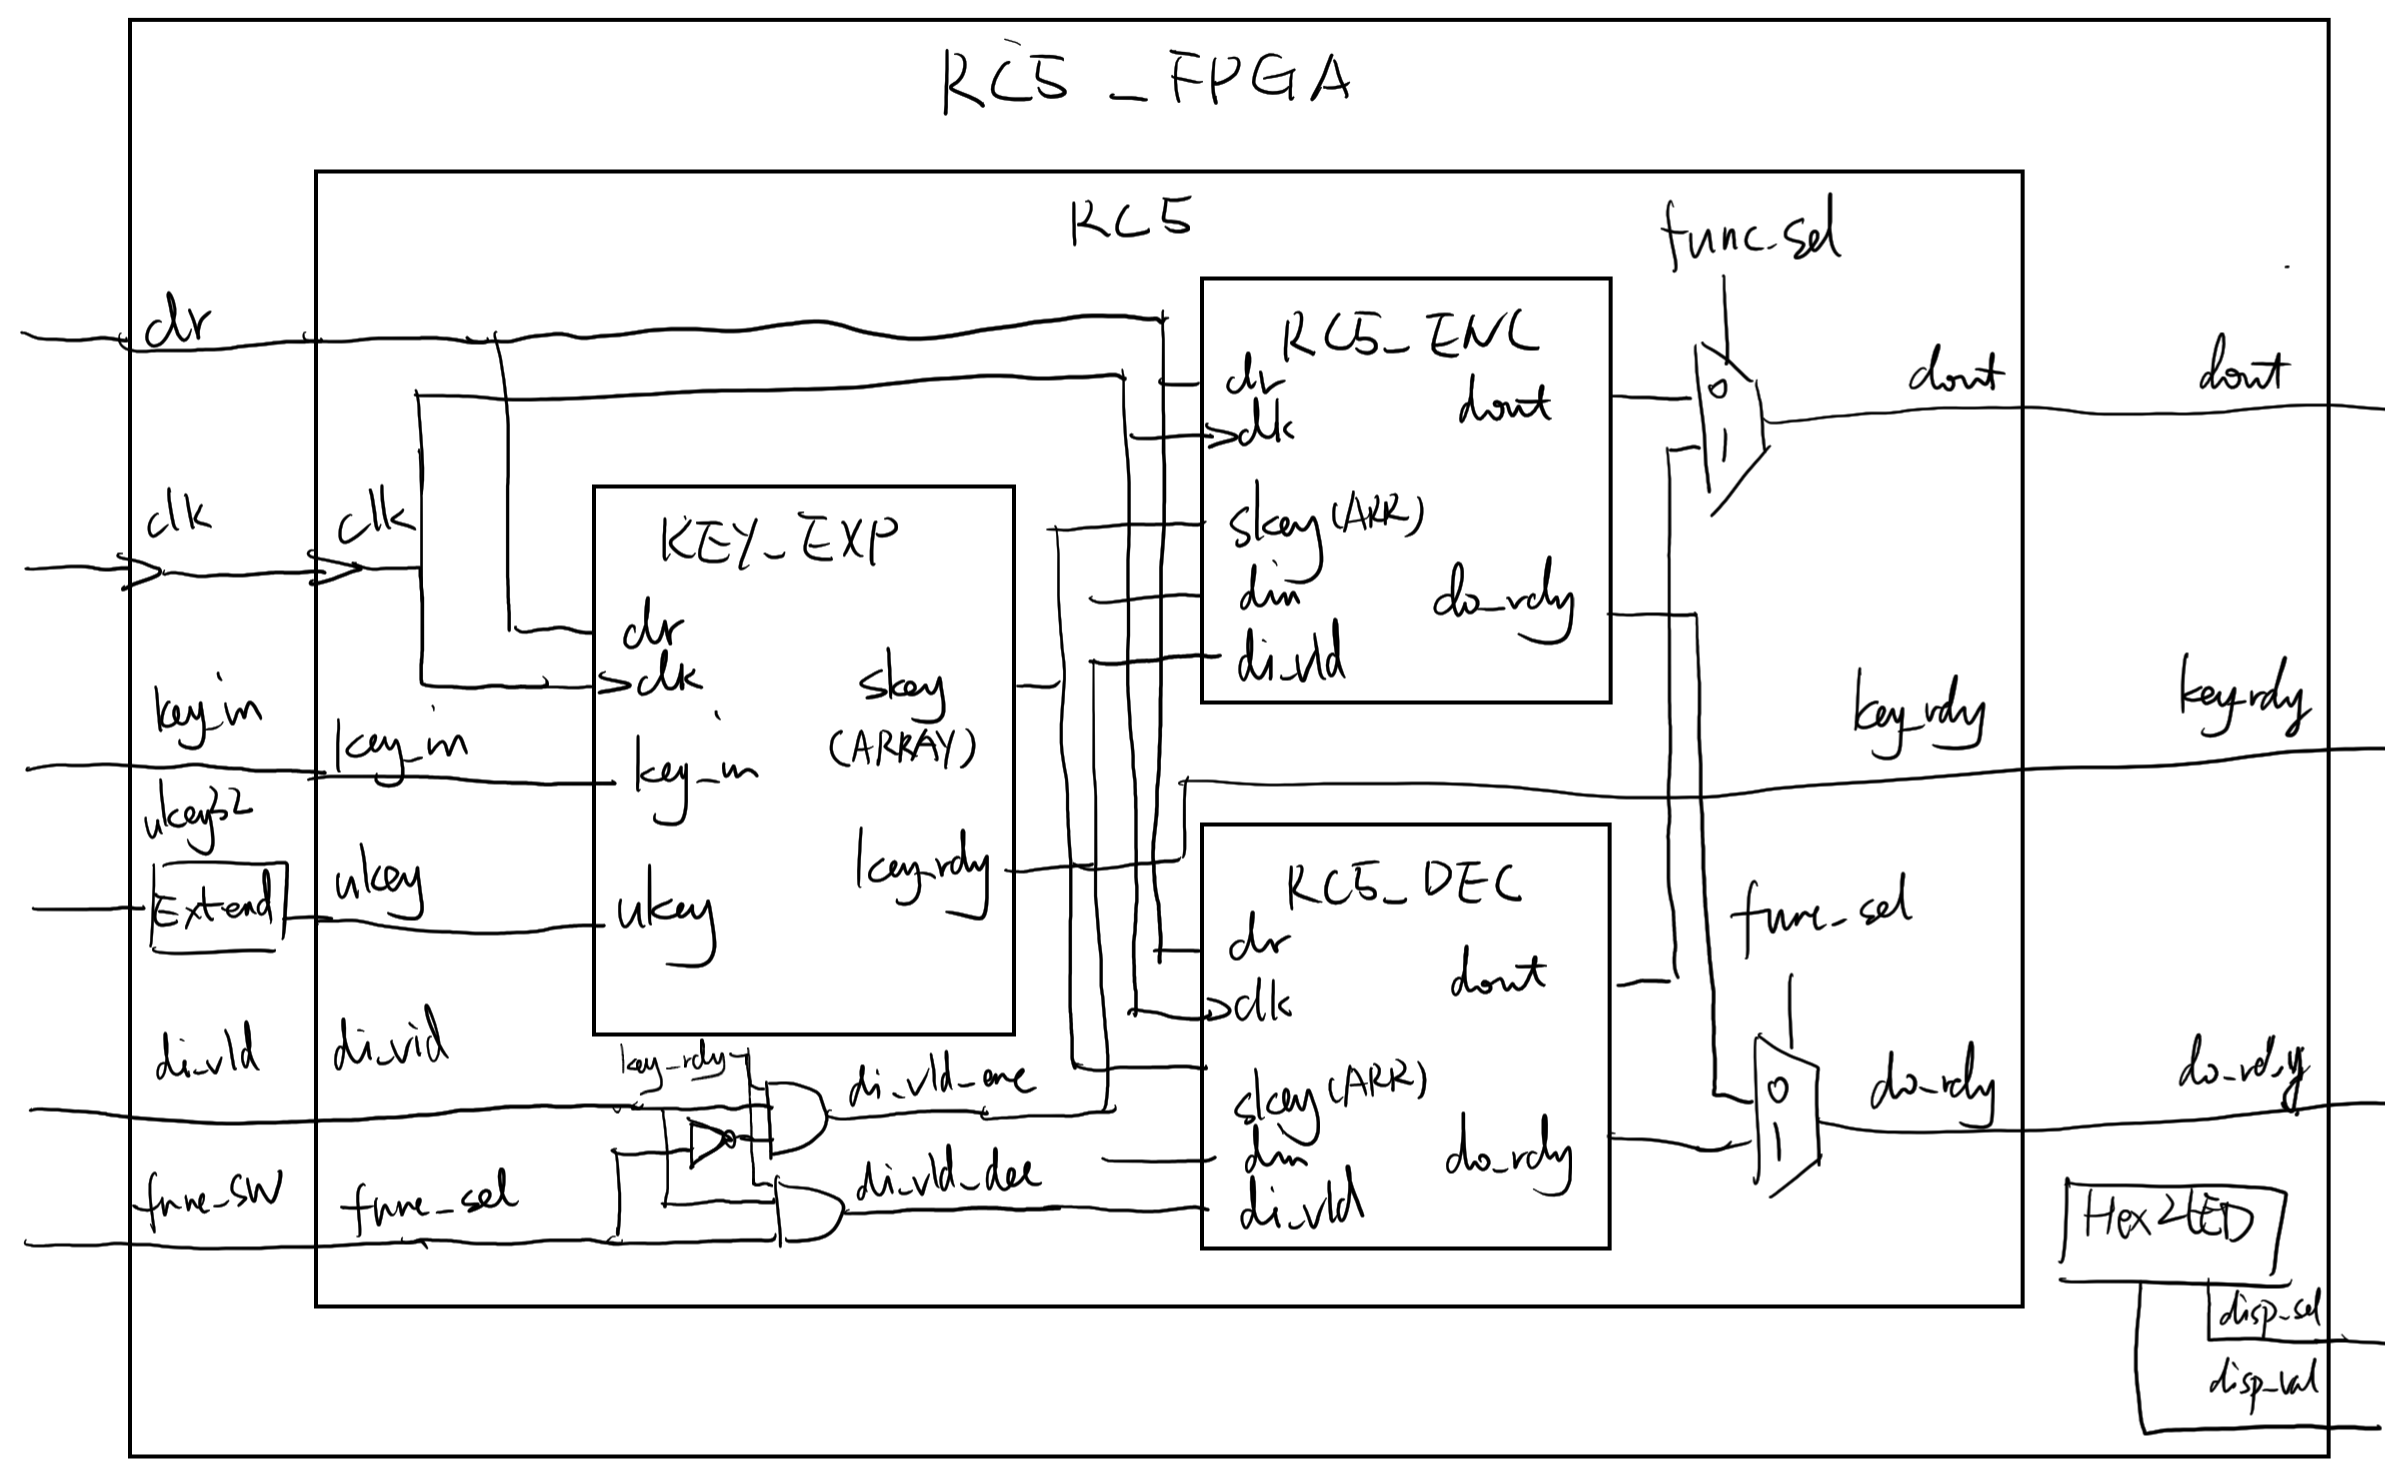 RC5_FPGA
RC5
func_sel
clr
RC5_ENC
clr
dout
clk
dout
dout
clk
clk
skey (ARR)
KEY_EXP
din
do_rdy
clr
di_vld
clk
skey
(ARRAY)
key_in
key_in
key_in
key_rdy
key_rdy
ukey32
Extend
ukey
ukey
key_rdy
RC5_DEC
func_sel
clr
dout
clk
di_vld
di_vid
key_rdy
di_vld_enc
skey (ARR)
0
1
0
1
do_rdy
do_rdy
din
do_rdy
func_sw
func_sel
di_vld_dec
di_vld
Hex2LED
disp_sel
disp_val